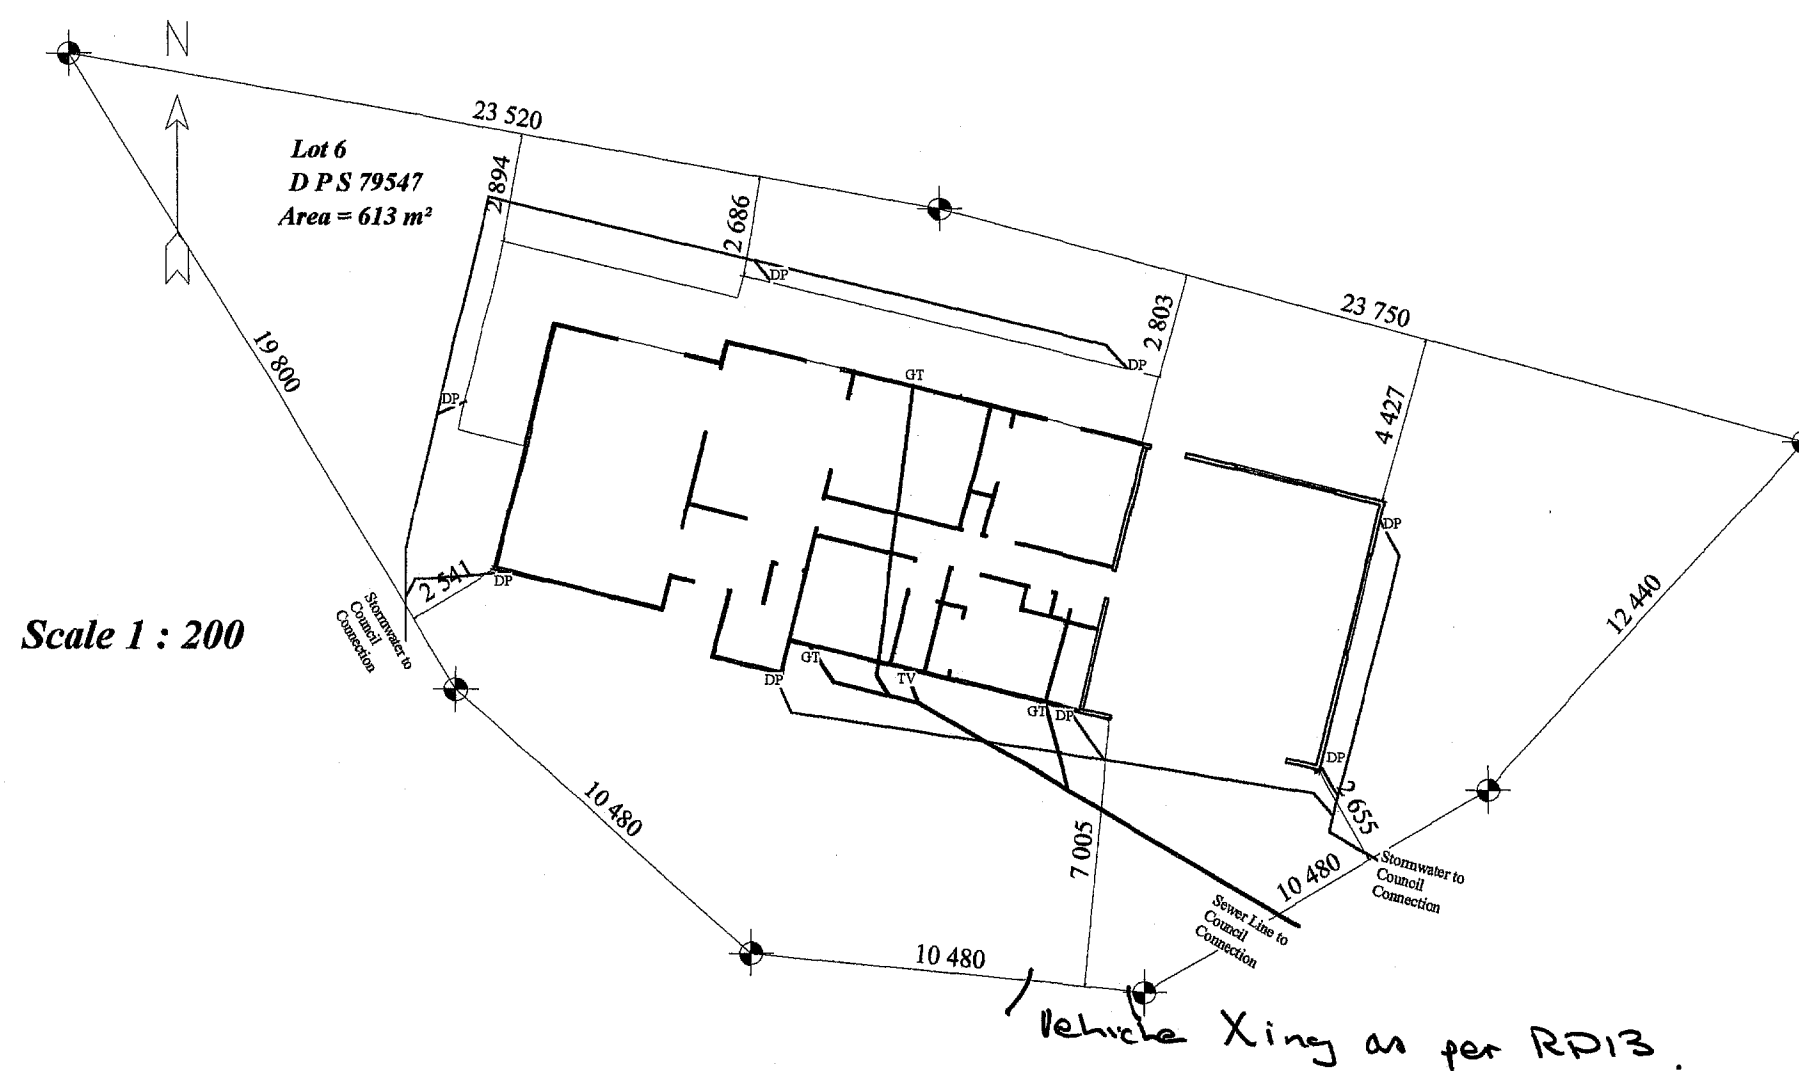 N
23 520
Lot 6
D P S 79547
Area = 613 m²
2 894
2 686
DP
2 803
23 750
DP
GT
4 427
19 800
DP
DP
12 440
2 541
DP
Stormwater to
Council
Connection
Scale 1 : 200
GT
DP
TV
GT
DP
DP
2 655
10 480
7 005
10 480
Stormwater to
Council
Connection
Sewer Line to
Council
Connection
10 480
Vehicle Xing as per RD13.